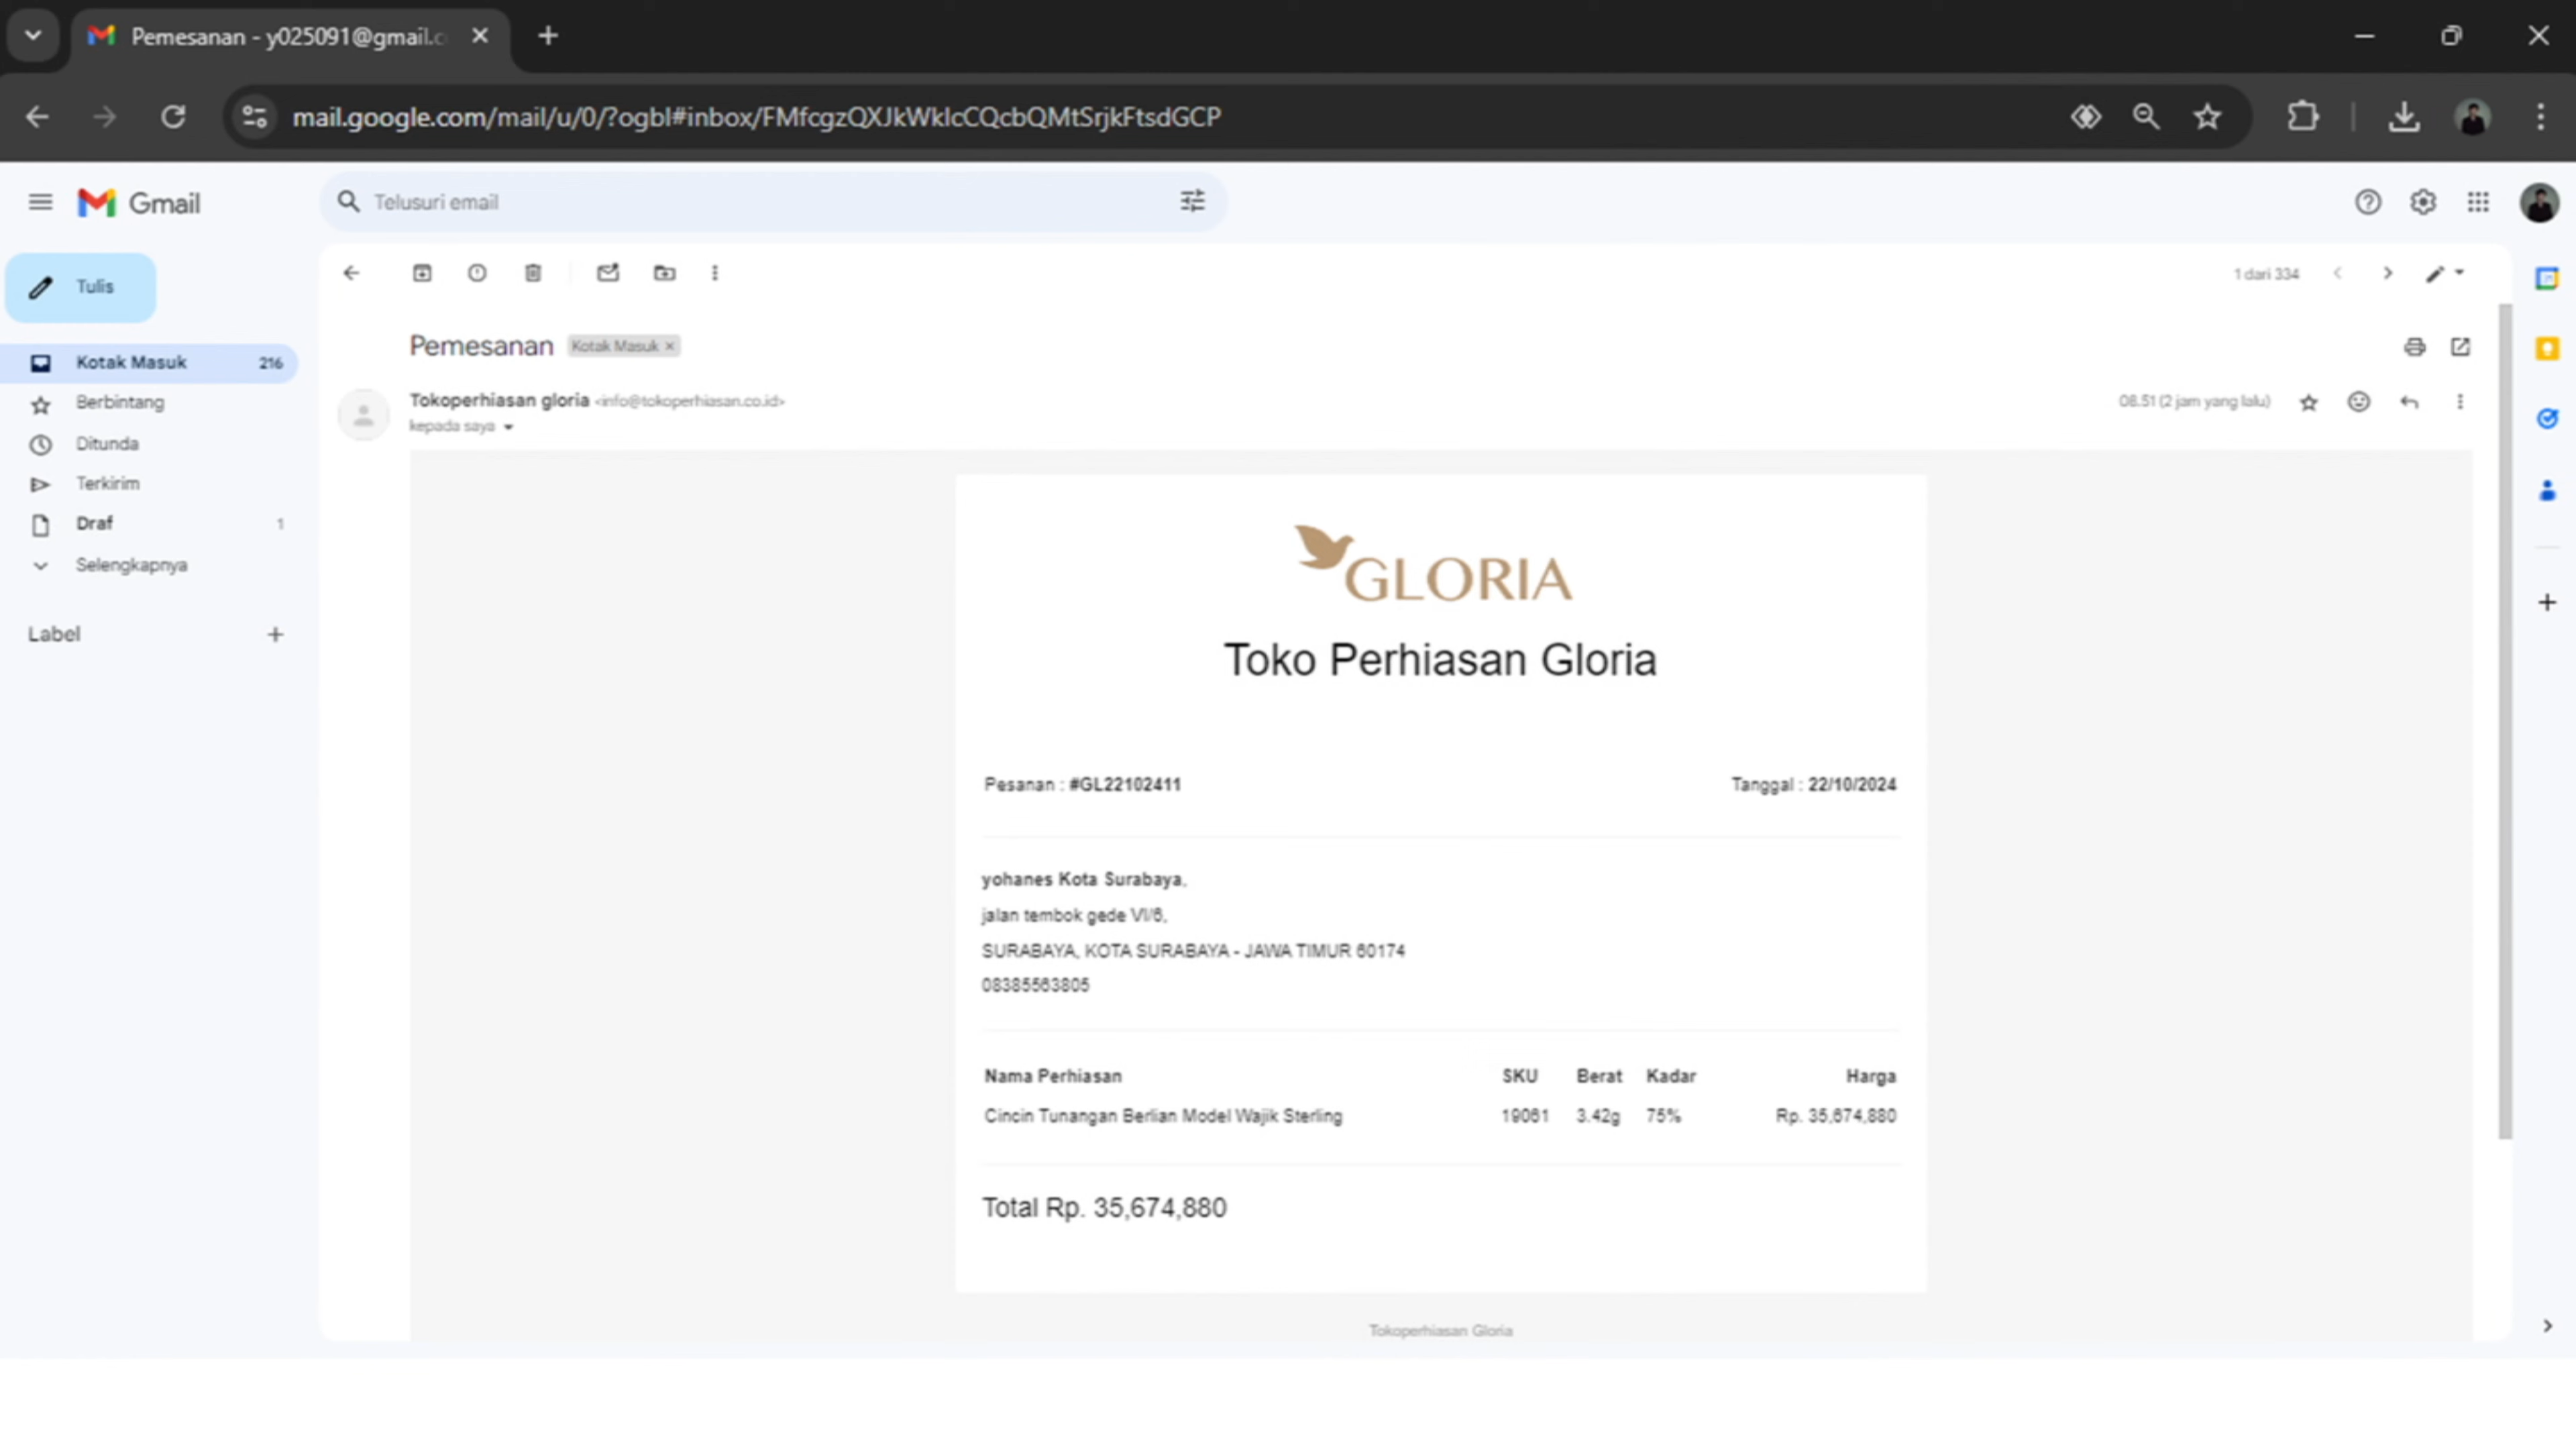 Pemesanan - y025091@gmail.c
mail.google.com/mail/u/0/?ogbl#inbox/FMfcgzQXJkWklcCQcbQMtSrjkFtsdGCP
Gmail
Telusuri email
Tulis
1 dari 334
Kotak Masuk 216
Berbintang
Ditunda
Terkirim
Draf 1
Selengkapnya
Label
Pemesanan Kotak Masuk
Tokoperhiasan gloria <info@tokoperhiasan.co.id>
08.51 (2 jam yang lalu)
kepada saya
GLORIA
Toko Perhiasan Gloria
Pesanan : #GL22102411 Tanggal : 22/10/2024
yohanes Kota Surabaya,
jalan tembok gede VI/6,
SURABAYA, KOTA SURABAYA - JAWA TIMUR 60174
08385563805
Nama Perhiasan SKU Berat Kadar Harga
Cincin Tunangan Berlian Model Wajik Sterling 19061 3.42g 75% Rp. 35,674,880
Total Rp. 35,674,880
Tokoperhiasan Gloria